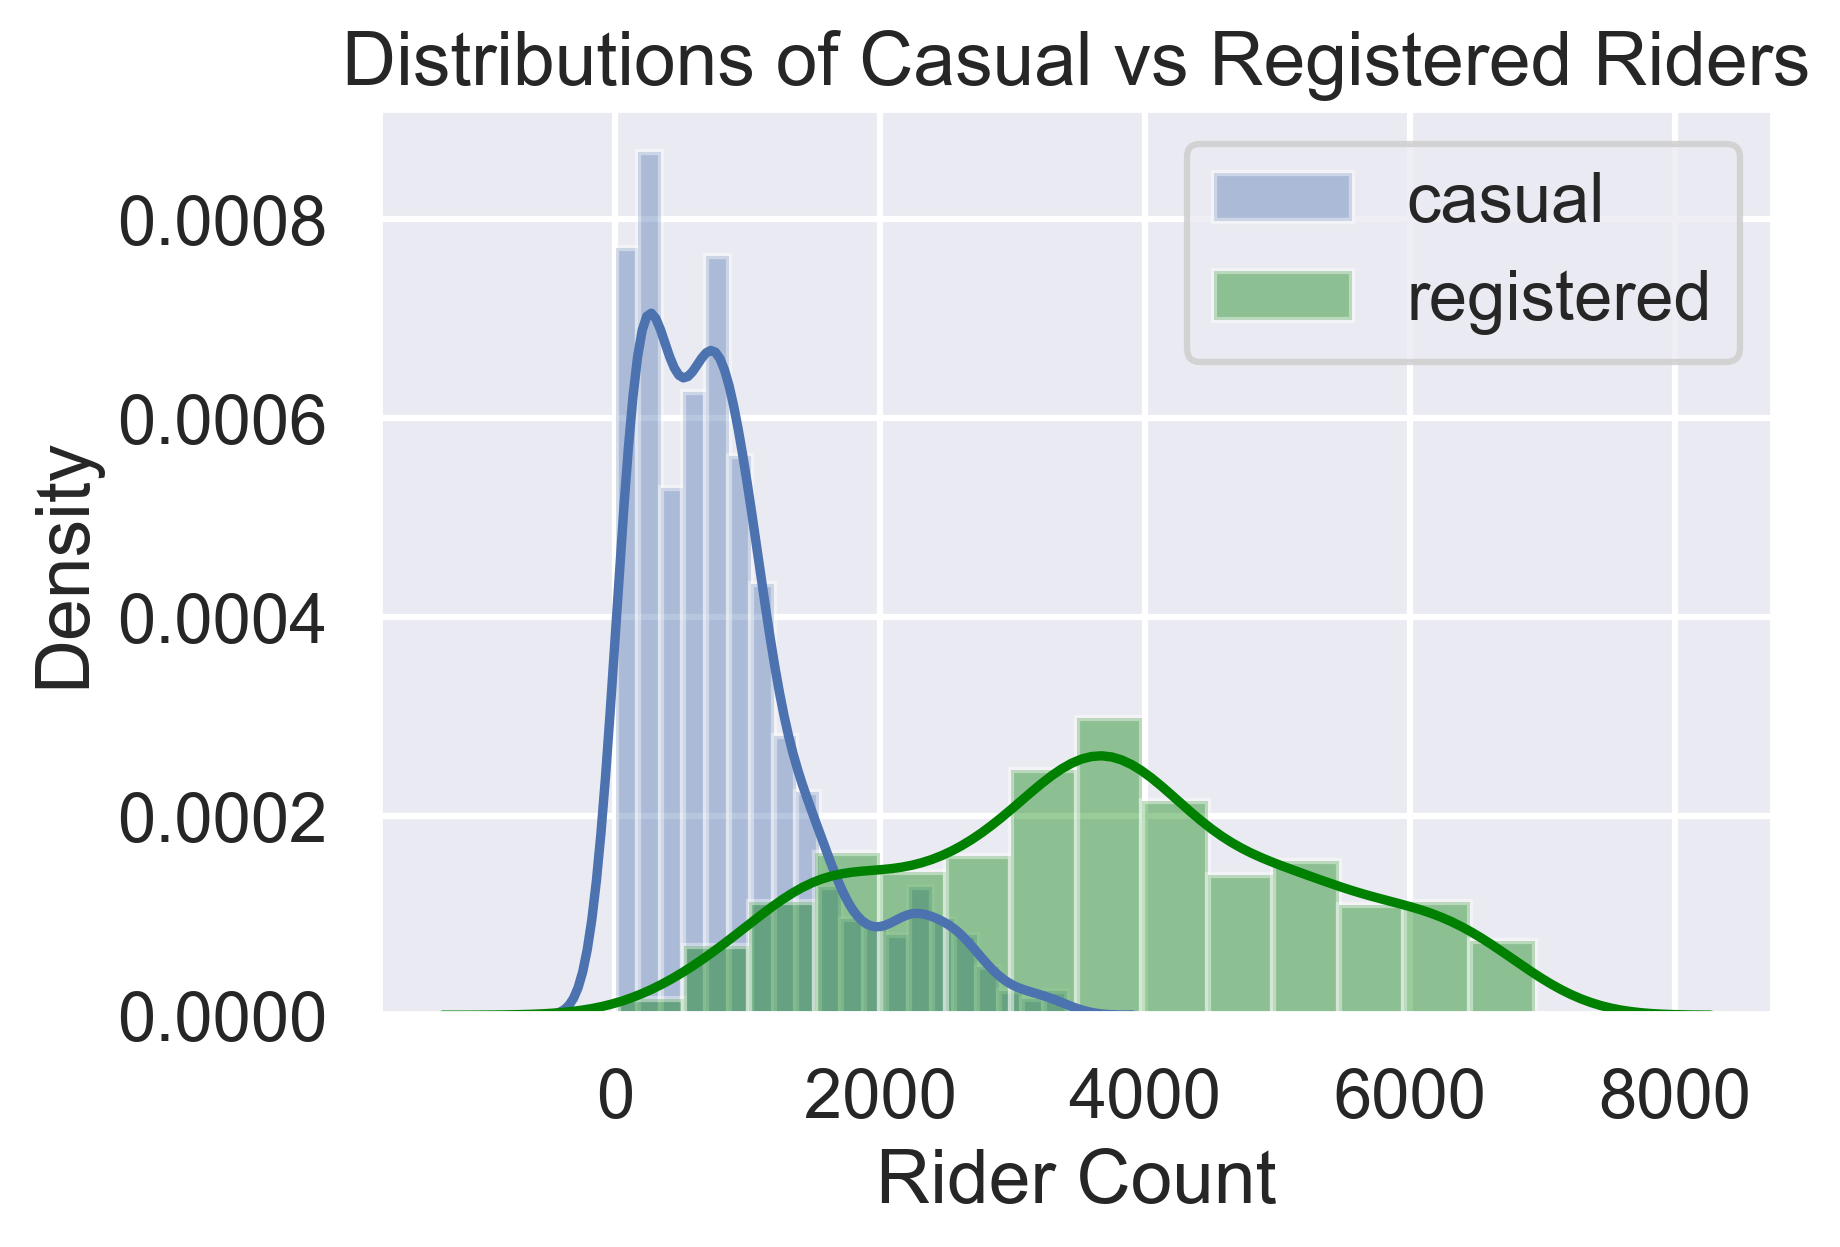 Distributions of Casual vs Registered Riders
casual
registered
Density
0.0008
0.0006
0.0004
0.0002
0.0000
0 2000 4000 6000 8000
Rider Count